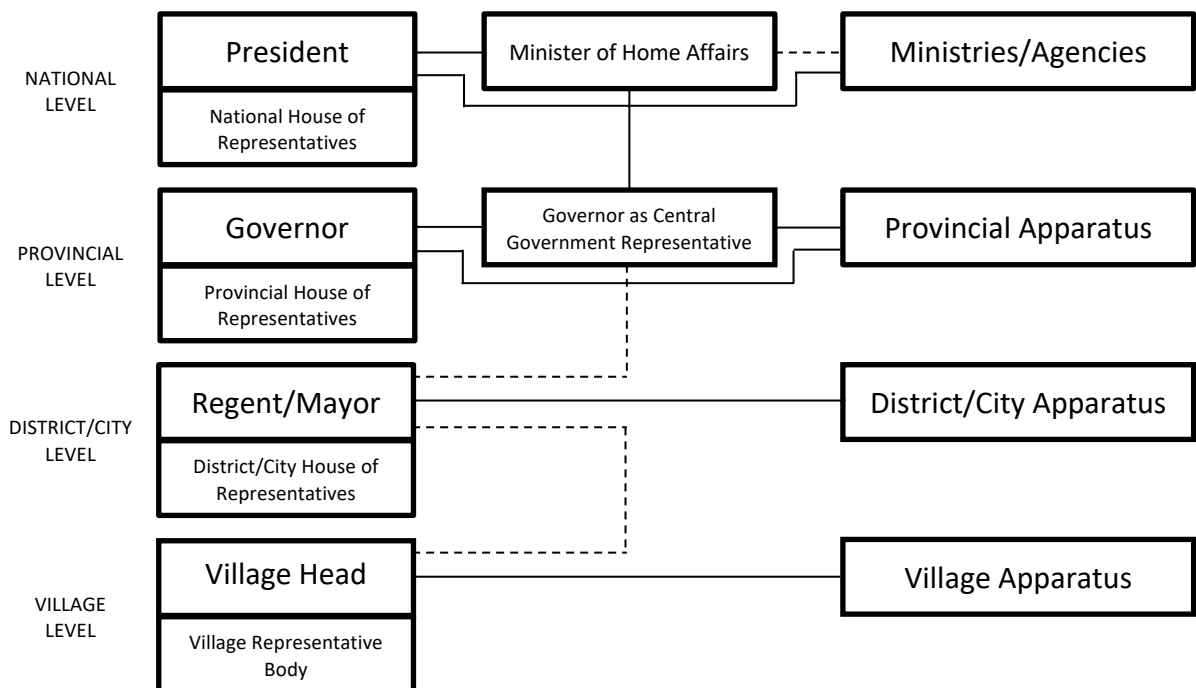 NATIONAL
LEVEL
President
National House of
Representatives
Minister of Home Affairs
Ministries/Agencies
PROVINCIAL
LEVEL
Governor
Provincial House of
Representatives
Governor as Central
Government Representative
Provincial Apparatus
DISTRICT/CITY
LEVEL
Regent/Mayor
District/City House of
Representatives
District/City Apparatus
VILLAGE
LEVEL
Village Head
Village Representative
Body
Village Apparatus